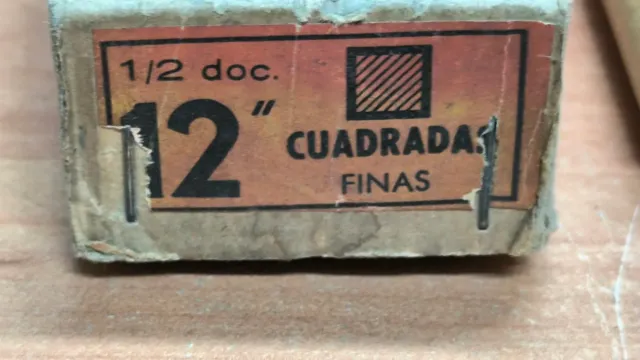 1/2 doc.
12"
CUADRADAS
FINAS